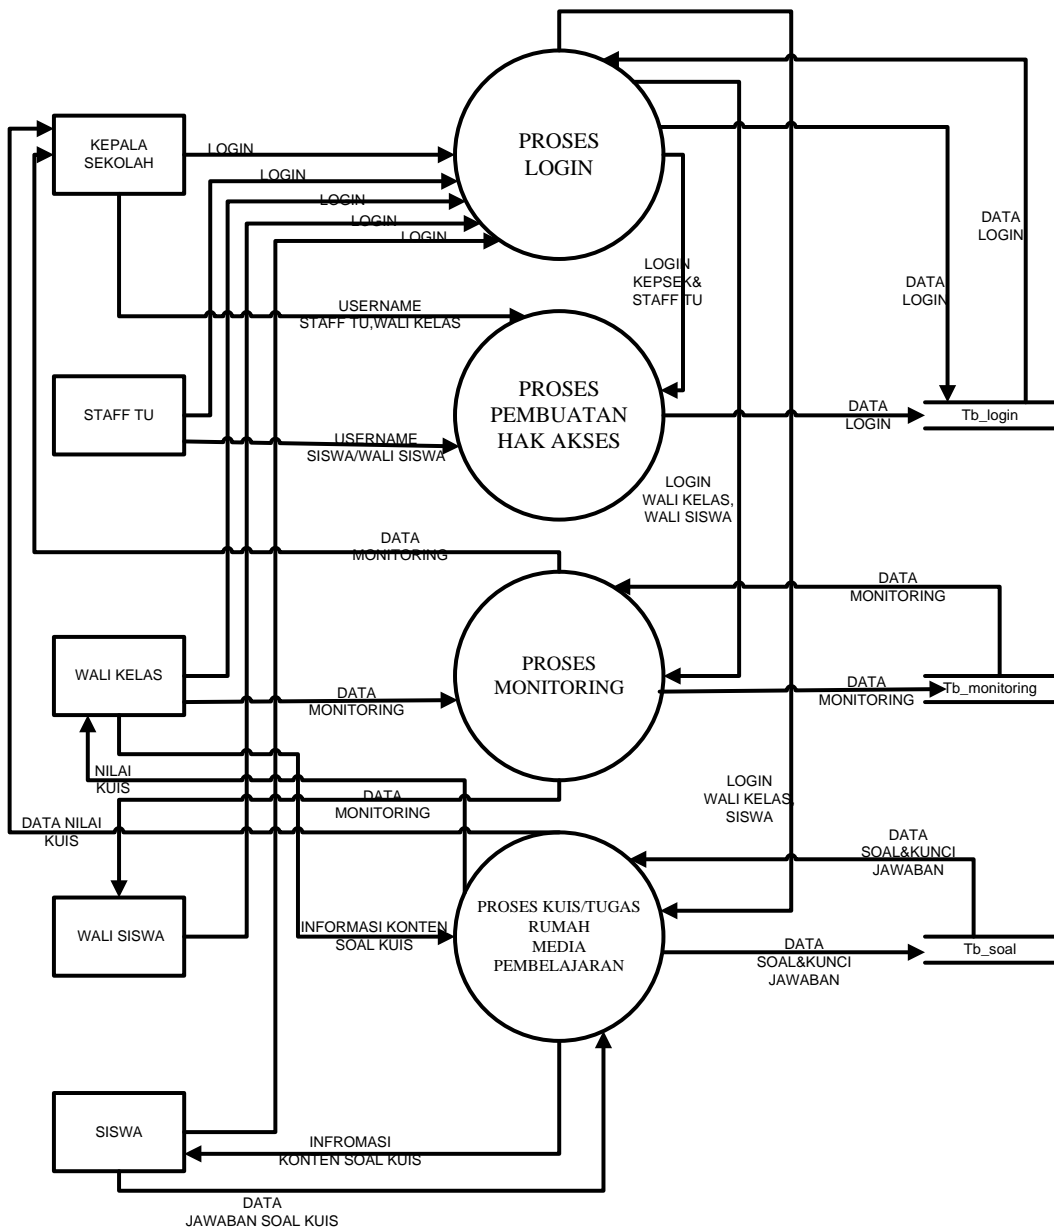 KEPALA
SEKOLAH
LOGIN
LOGIN
LOGIN
LOGIN
LOGIN
PROSES
LOGIN
DATA
LOGIN
DATA
LOGIN
LOGIN
KEPSEK&
STAFF TU
USERNAME
STAFF TU,WALI KELAS
STAFF TU
USERNAME
SISWA/WALI SISWA
PROSES
PEMBUATAN
HAK AKSES
DATA
LOGIN
Tb_login
LOGIN
WALI KELAS,
WALI SISWA
DATA
MONITORING
DATA
MONITORING
WALI KELAS
DATA
MONITORING
PROSES
MONITORING
DATA
MONITORING
Tb_monitoring
NILAI
KUIS
DATA
MONITORING
LOGIN
WALI KELAS,
SISWA
DATA NILAI
KUIS
DATA
SOAL&KUNCI
JAWABAN
WALI SISWA
INFORMASI KONTEN
SOAL KUIS
PROSES KUIS/TUGAS
RUMAH
MEDIA
PEMBELAJARAN
DATA
SOAL&KUNCI
JAWABAN
Tb_soal
SISWA
INFROMASI
KONTEN SOAL KUIS
DATA
JAWABAN SOAL KUIS